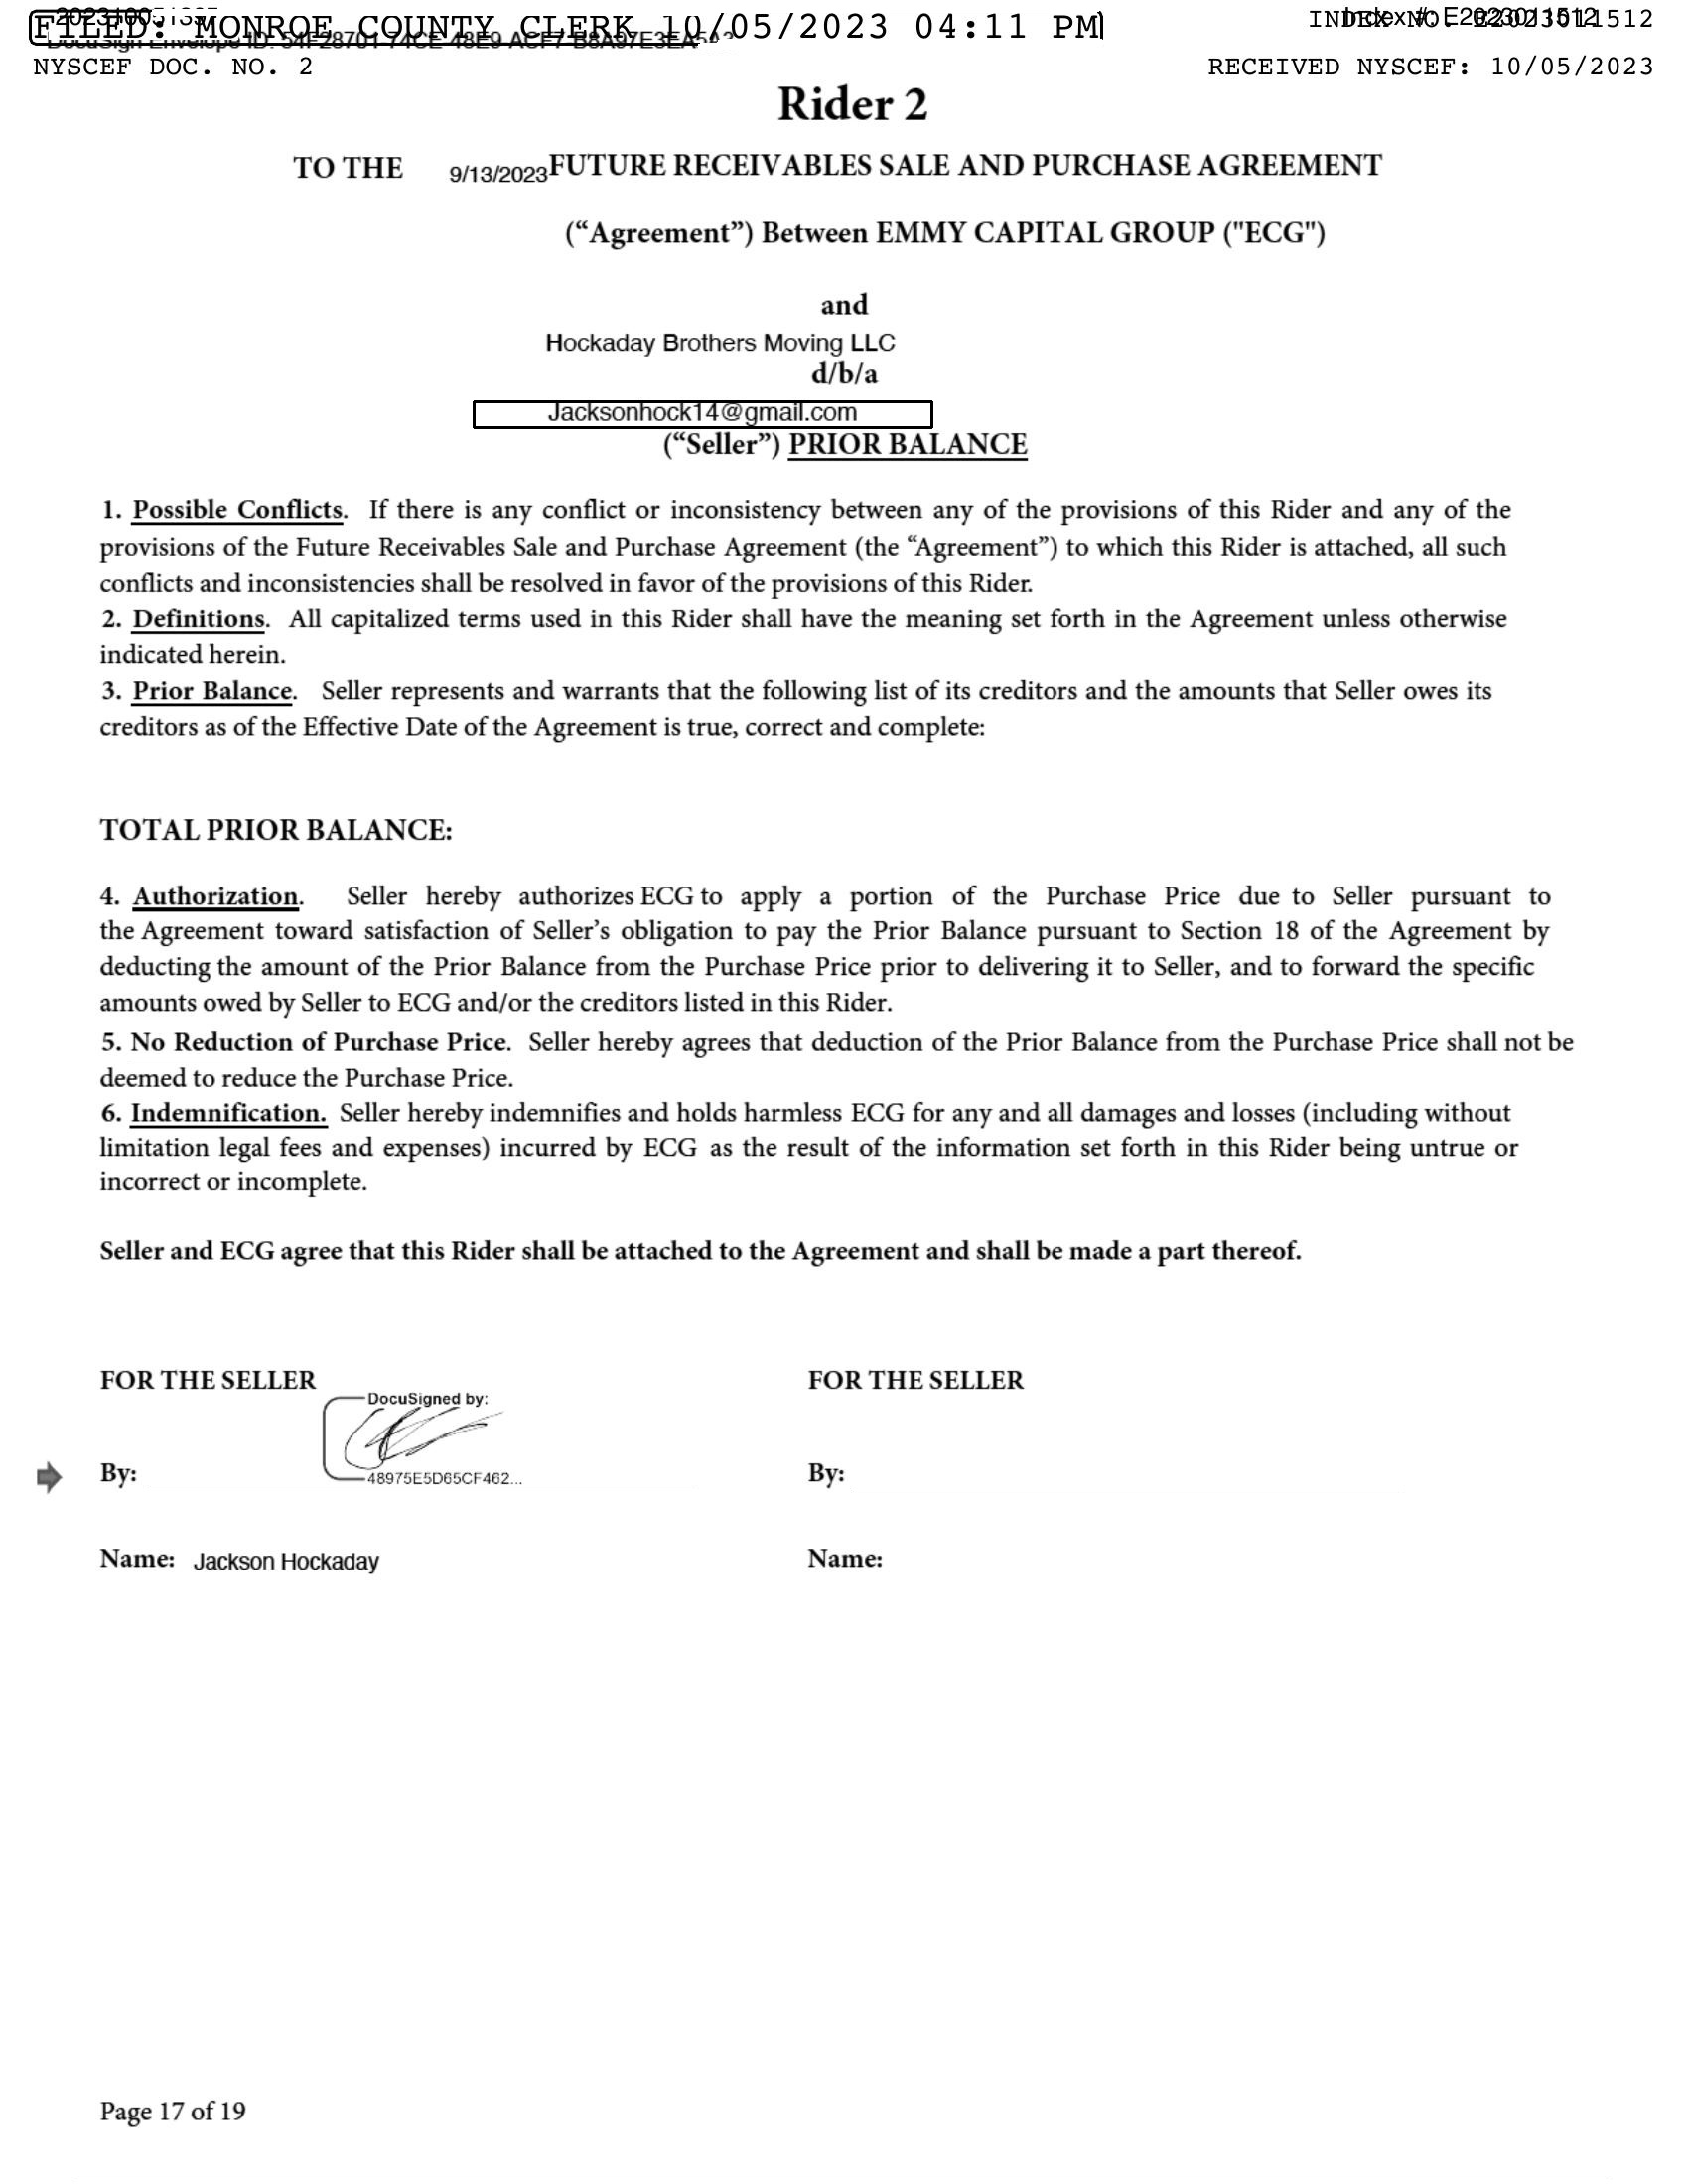 FILED: MONROE COUNTY CLERK 10/05/2023 04:11 PM
INDEX NO. E2023011512
Index #: E2023011512
NYSCEF DOC. NO. 2
RECEIVED NYSCEF: 10/05/2023
Rider 2
TO THE 9/13/2023 FUTURE RECEIVABLES SALE AND PURCHASE AGREEMENT
(“Agreement”) Between EMMY CAPITAL GROUP ("ECG")
and
Hockaday Brothers Moving LLC
d/b/a
Jacksonhock14@gmail.com
(“Seller”) PRIOR BALANCE
1. Possible Conflicts. If there is any conflict or inconsistency between any of the provisions of this Rider and any of the
provisions of the Future Receivables Sale and Purchase Agreement (the “Agreement”) to which this Rider is attached, all such
conflicts and inconsistencies shall be resolved in favor of the provisions of this Rider.
2. Definitions. All capitalized terms used in this Rider shall have the meaning set forth in the Agreement unless otherwise
indicated herein.
3. Prior Balance. Seller represents and warrants that the following list of its creditors and the amounts that Seller owes its
creditors as of the Effective Date of the Agreement is true, correct and complete:
TOTAL PRIOR BALANCE:
4. Authorization. Seller hereby authorizes ECG to apply a portion of the Purchase Price due to Seller pursuant to
the Agreement toward satisfaction of Seller’s obligation to pay the Prior Balance pursuant to Section 18 of the Agreement by
deducting the amount of the Prior Balance from the Purchase Price prior to delivering it to Seller, and to forward the specific
amounts owed by Seller to ECG and/or the creditors listed in this Rider.
5. No Reduction of Purchase Price. Seller hereby agrees that deduction of the Prior Balance from the Purchase Price shall not be
deemed to reduce the Purchase Price.
6. Indemnification. Seller hereby indemnifies and holds harmless ECG for any and all damages and losses (including without
limitation legal fees and expenses) incurred by ECG as the result of the information set forth in this Rider being untrue or
incorrect or incomplete.
Seller and ECG agree that this Rider shall be attached to the Agreement and shall be made a part thereof.
FOR THE SELLER
FOR THE SELLER
DocuSigned by:
By:
48975E5D65CF462...
By:
Name: Jackson Hockaday
Name:
Page 17 of 19